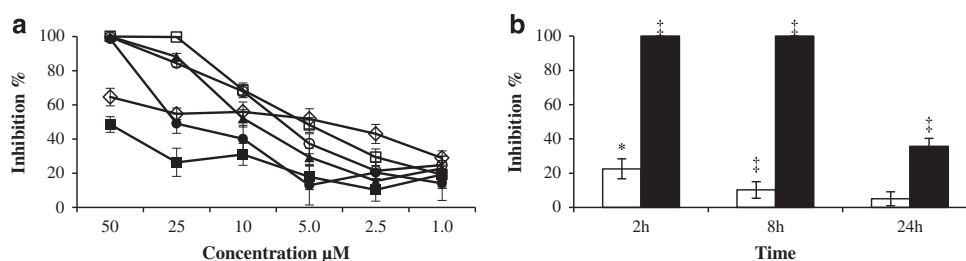 a
100
80
60
40
20
0
Inhibition %
50 25 10 5.0 2.5 1.0
Concentration µM
b
100
80
60
40
20
0
Inhibition %
‡ ‡
* ‡ ‡
2h 8h 24h
Time